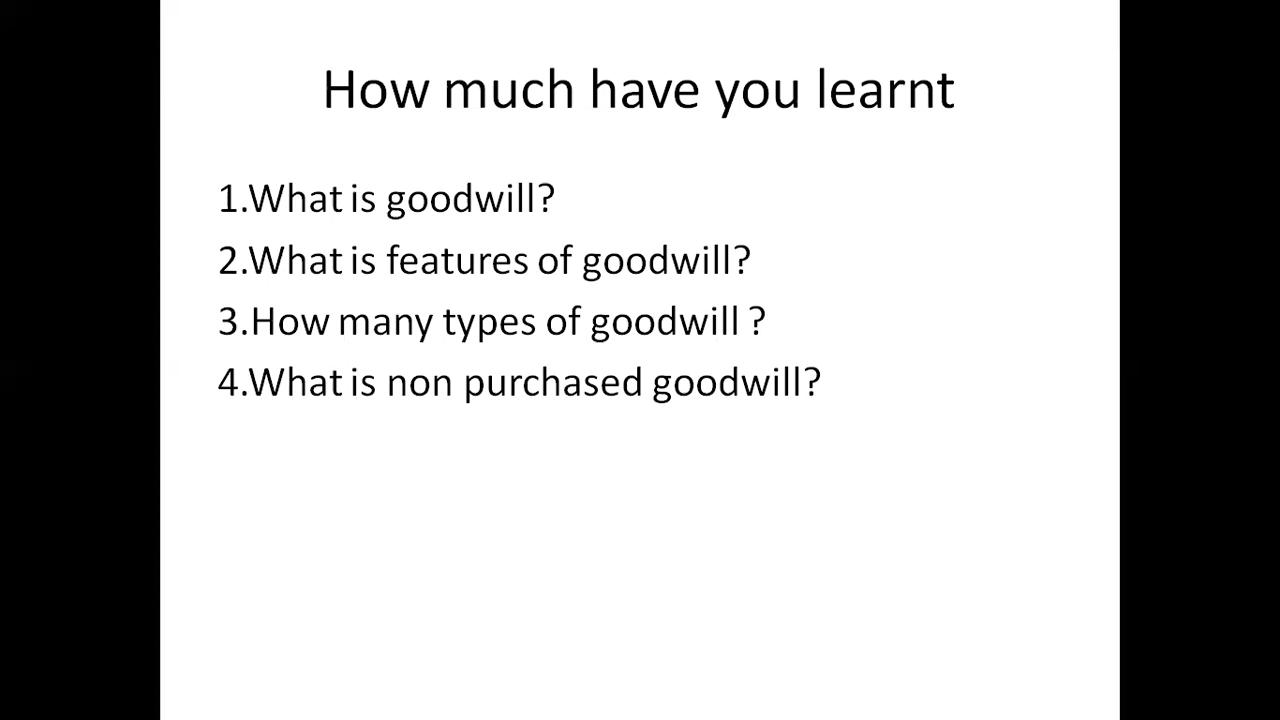 How much have you learnt
1.What is goodwill?
2.What is features of goodwill?
3.How many types of goodwill ?
4.What is non purchased goodwill?